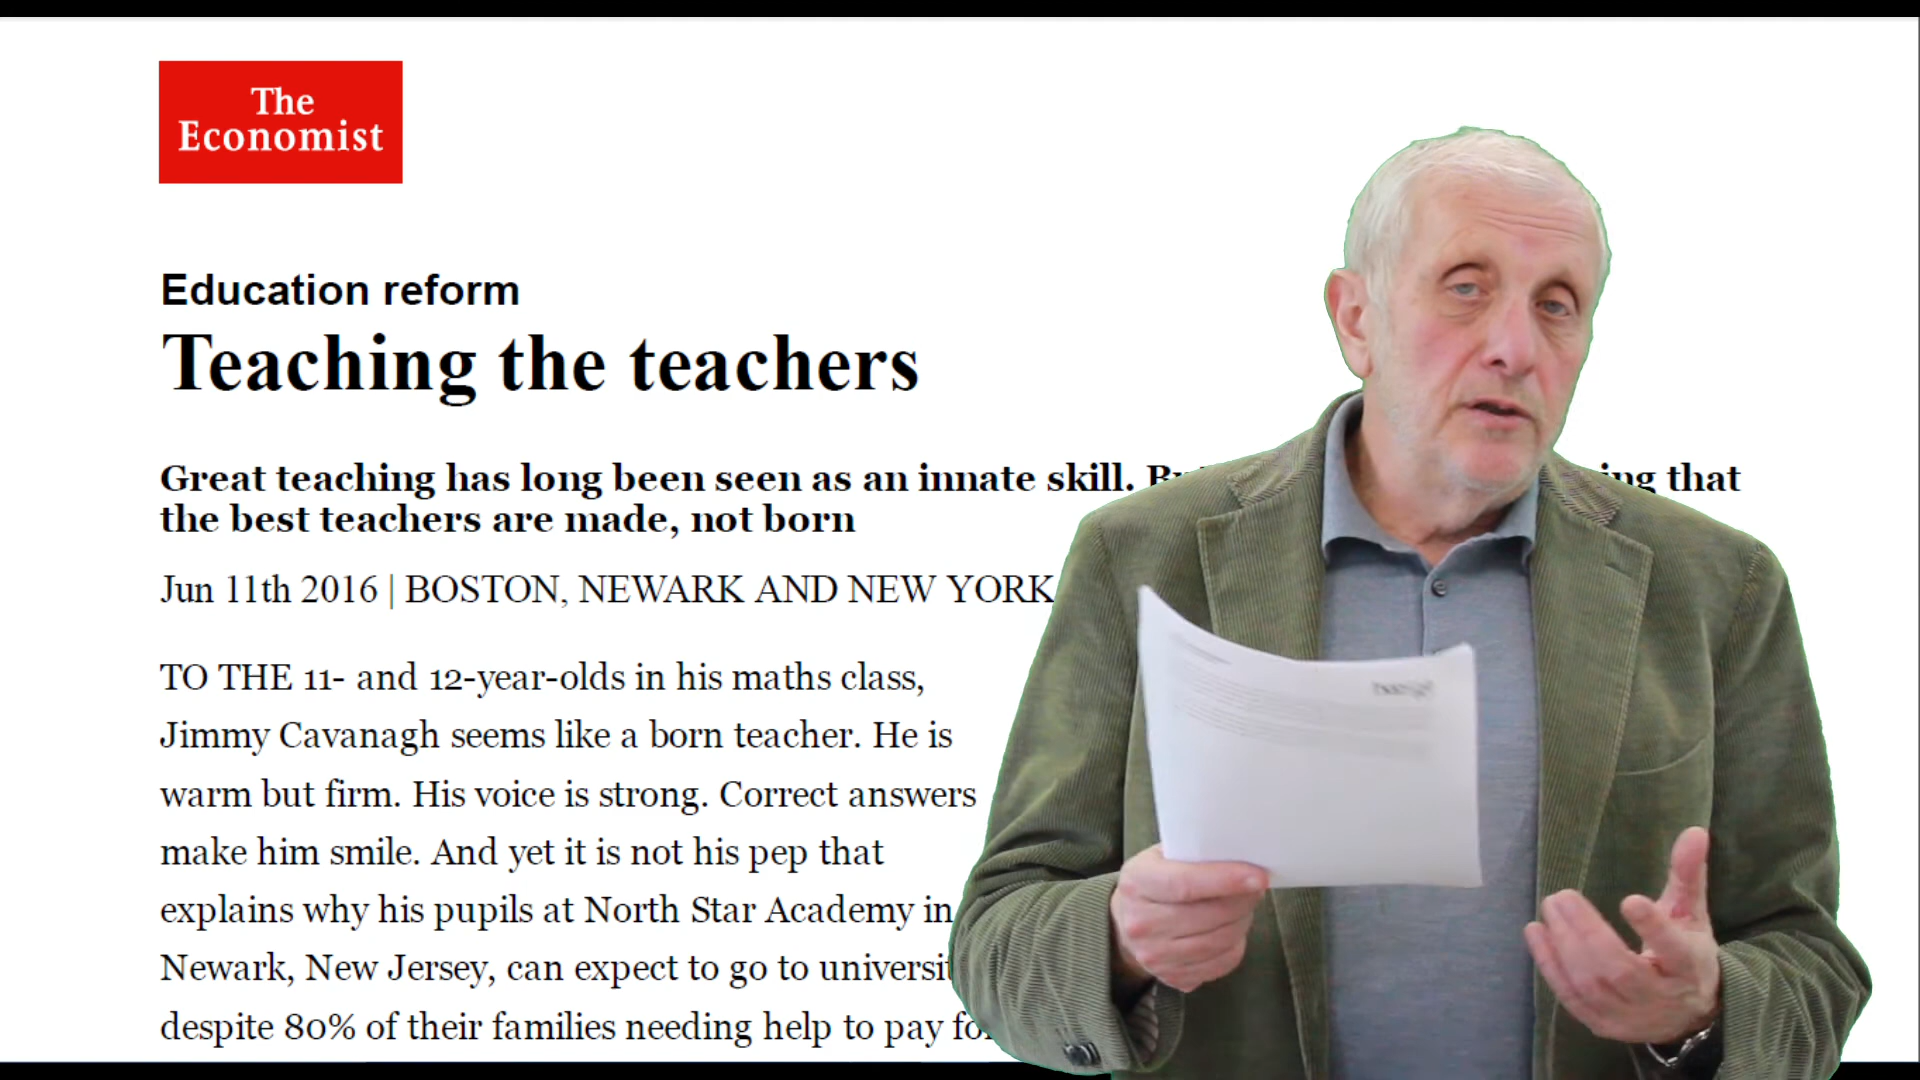 The
Economist
Education reform
Teaching the teachers
Great teaching has long been seen as an innate skill. that
the best teachers are made, not born
Jun 11th 2016 | BOSTON, NEWARK AND NEW YORK
TO THE 11- and 12-year-olds in his maths class,
Jimmy Cavanagh seems like a born teacher. He is
warm but firm. His voice is strong. Correct answers
make him smile. And yet it is not his pep that
explains why his pupils at North Star Academy in
Newark, New Jersey, can expect to go to
despite 80% of their families needing help to pay